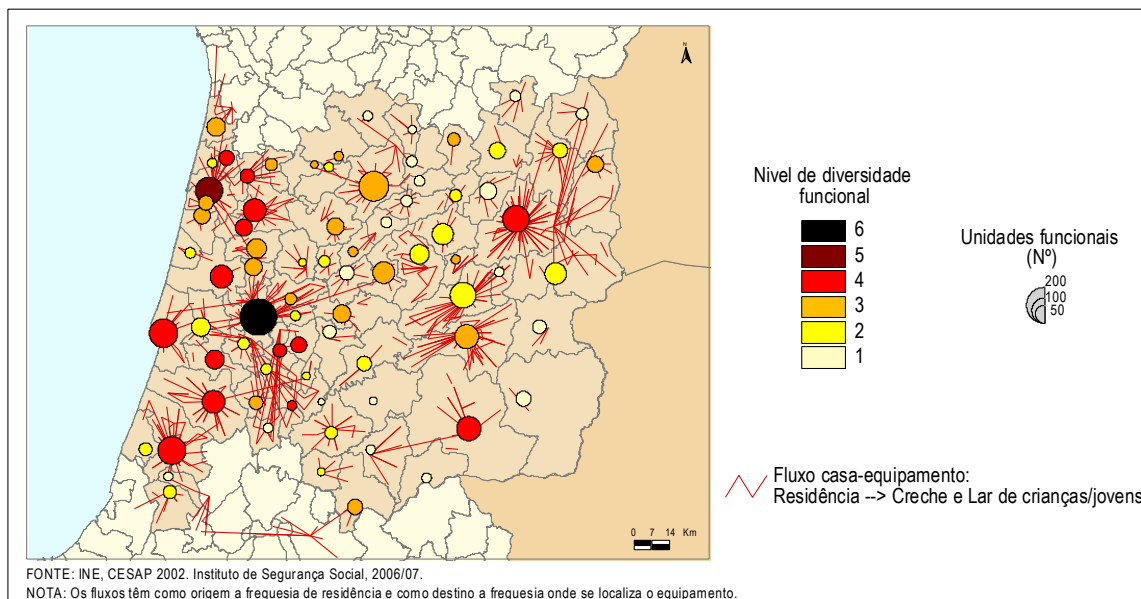 N
Nivel de diversidade
funcional
6
5
4
3
2
1
Unidades funcionais
(Nº)
200
100
50
Fluxo casa-equipamento:
Residência --> Creche e Lar de crianças/jovens
0 7 14 Km
FONTE: INE, CESAP 2002. Instituto de Segurança Social, 2006/07.
NOTA: Os fluxos têm como origem a freguesia de residência e como destino a freguesia onde se localiza o equipamento.